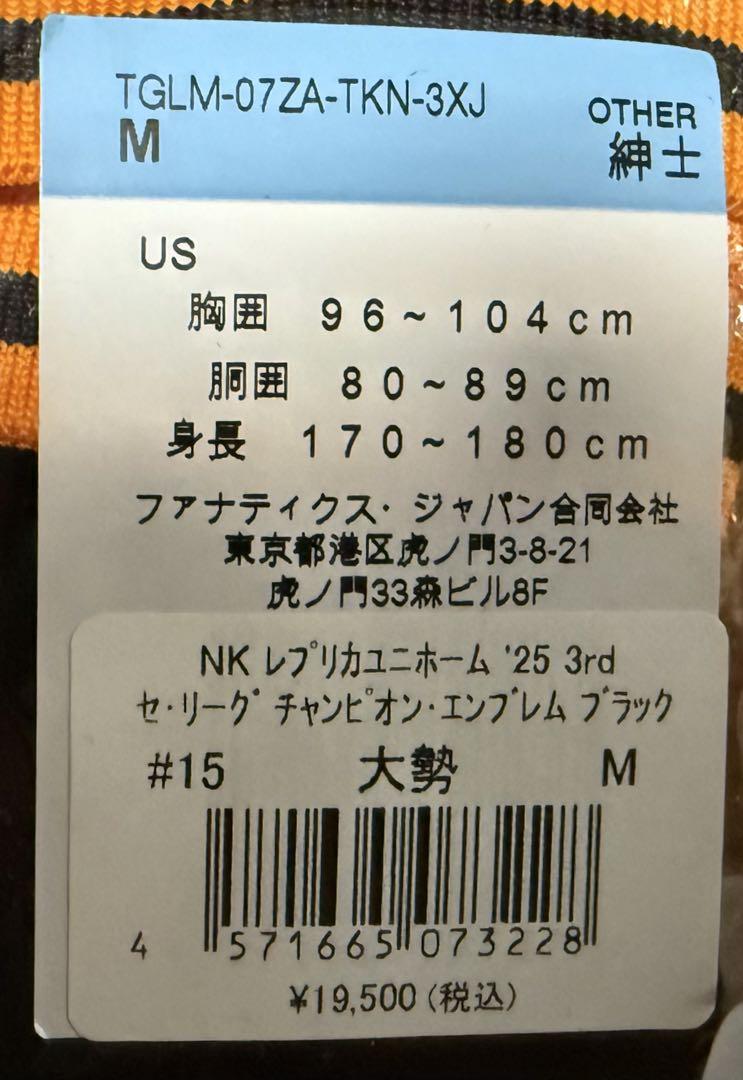 TGLM-07ZA-TKN-3XJ
M
OTHER
紳士
US
胸囲 96~104cm
胴囲 80~89cm
身長 170~180cm
ファナティクス・ジャパン合同会社
東京都港区虎ノ門3-8-21
虎ノ門33森ビル8F
NK ﾚﾌﾟﾘｶﾕﾆﾎｰﾑ '25 3rd
ｾ・ﾘｰｸﾞ ﾁｬﾝﾋﾟｵﾝ・ｴﾝﾌﾞﾚﾑ ﾌﾞﾗｯｸ
#15 大勢 M
4 571665 073228
¥19,500(税込)